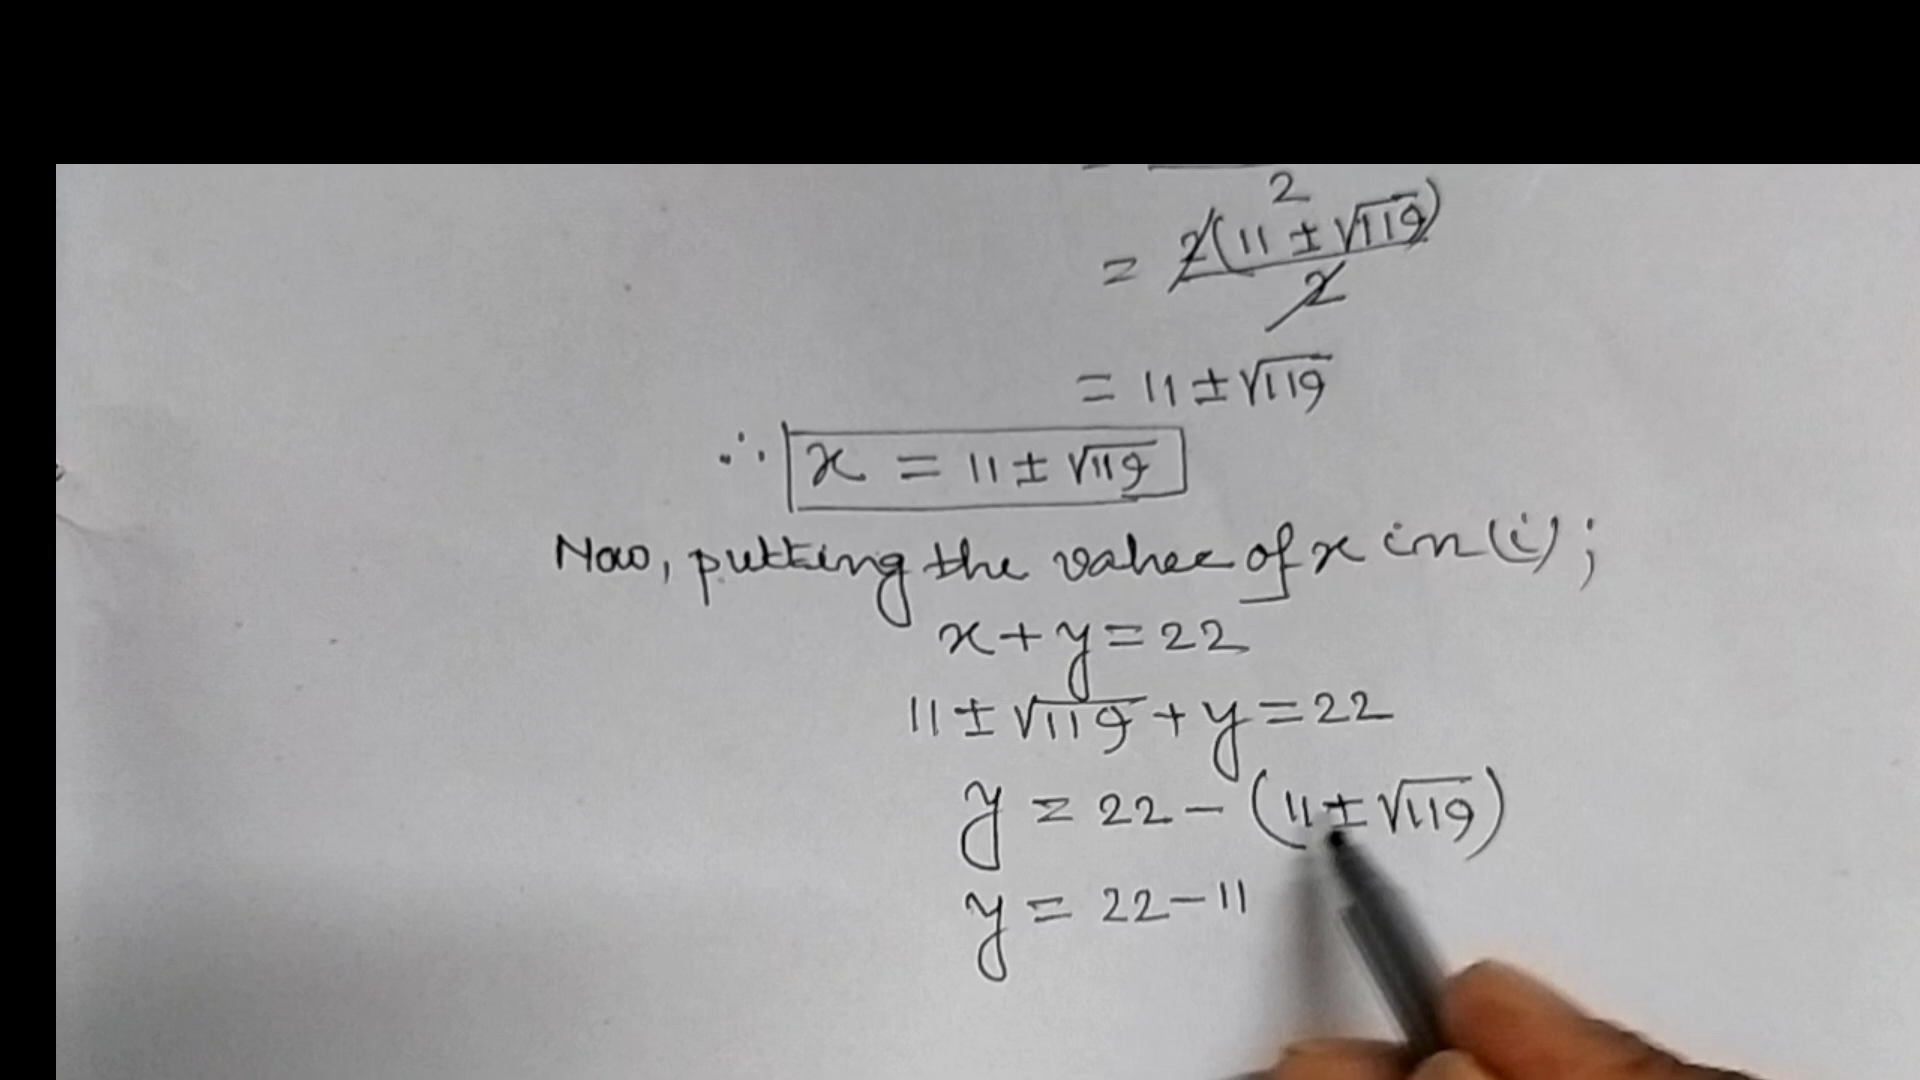 2
= 2(11 ± √119)
2
= 11 ± √119
∴ x = 11 ± √119
Now, putting the value of x in (i);
x + y = 22
11 ± √119 + y = 22
y = 22 - (11 ± √119)
y = 22 - 11